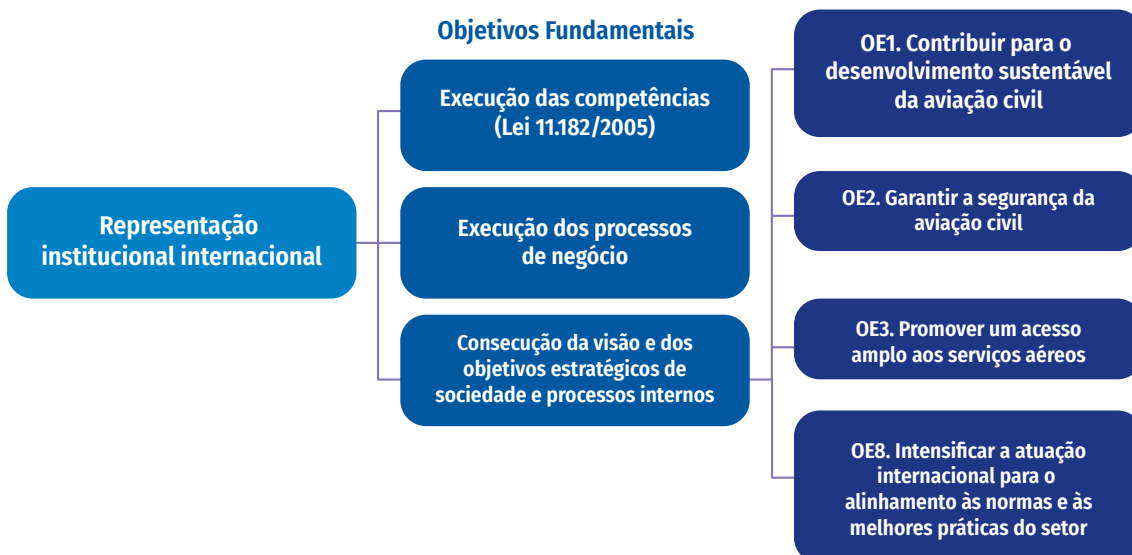 Objetivos Fundamentais
Representação
institucional internacional
Execução das competências
(Lei 11.182/2005)
Execução dos processos
de negócio
Consecução da visão e dos
objetivos estratégicos de
sociedade e processos internos
OE1. Contribuir para o
desenvolvimento sustentável
da aviação civil
OE2. Garantir a segurança da
aviação civil
OE3. Promover um acesso
amplo aos serviços aéreos
OE8. Intensificar a atuação
internacional para o
alinhamento às normas e às
melhores práticas do setor